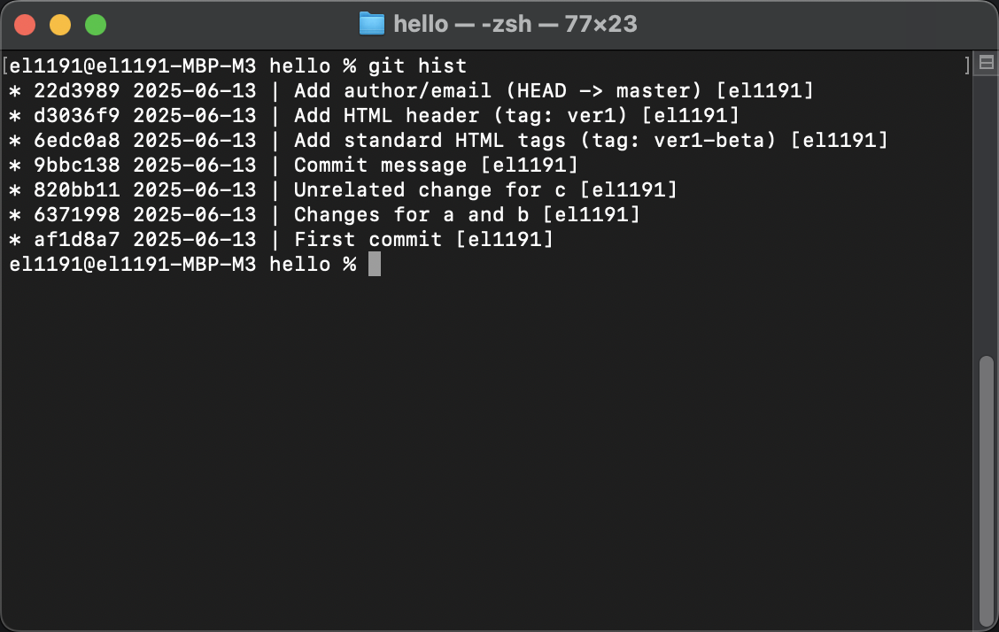 hello — -zsh — 77×23
[el1191@el1191-MBP-M3 hello % git hist ]
* 22d3989 2025-06-13 | Add author/email (HEAD -> master) [el1191]
* d3036f9 2025-06-13 | Add HTML header (tag: ver1) [el1191]
* 6edc0a8 2025-06-13 | Add standard HTML tags (tag: ver1-beta) [el1191]
* 9bbc138 2025-06-13 | Commit message [el1191]
* 820bb11 2025-06-13 | Unrelated change for c [el1191]
* 6371998 2025-06-13 | Changes for a and b [el1191]
* af1d8a7 2025-06-13 | First commit [el1191]
el1191@el1191-MBP-M3 hello %